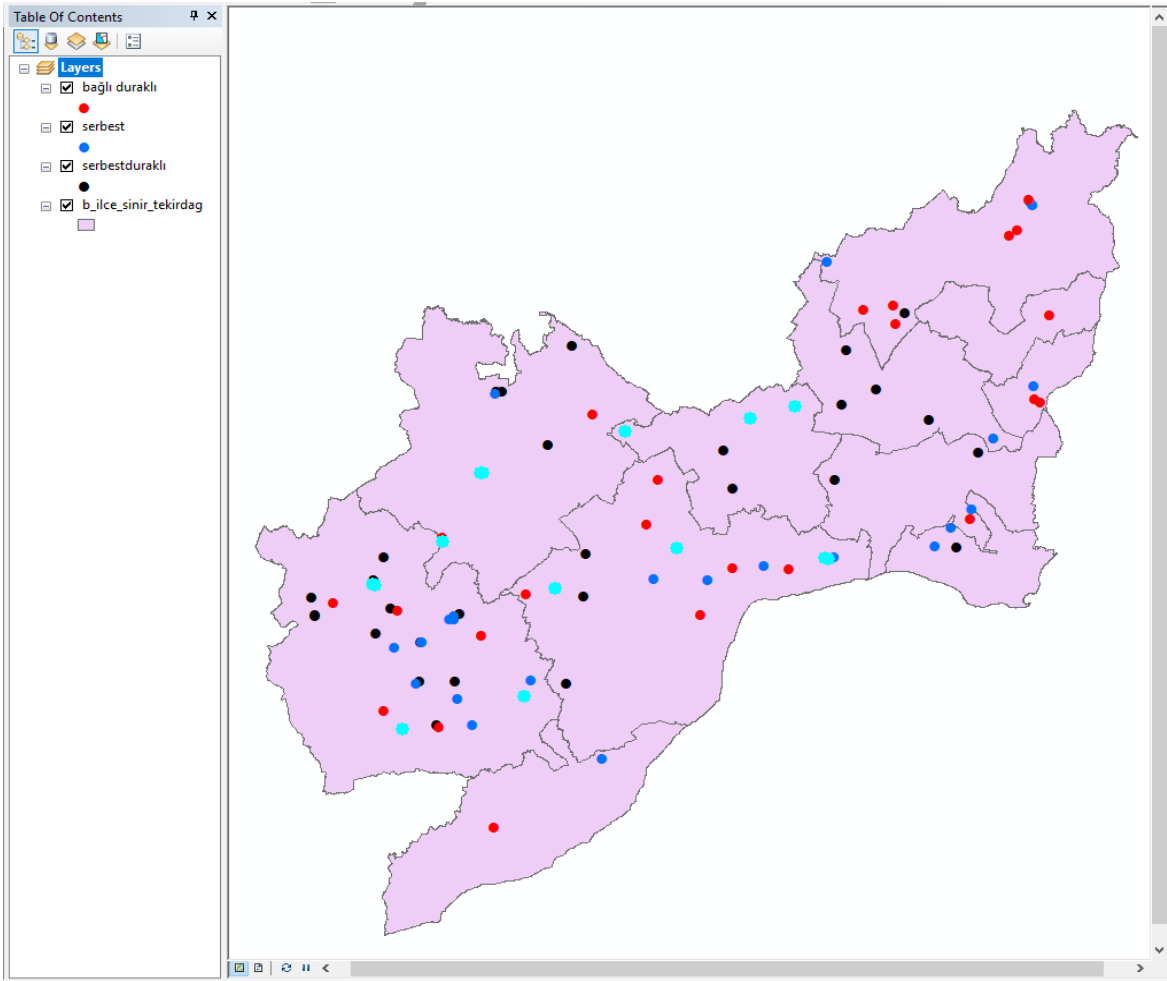 Table Of Contents
Layers
bağlı duraklı
serbest
serbestduraklı
b_ilce_sinir_tekirdag